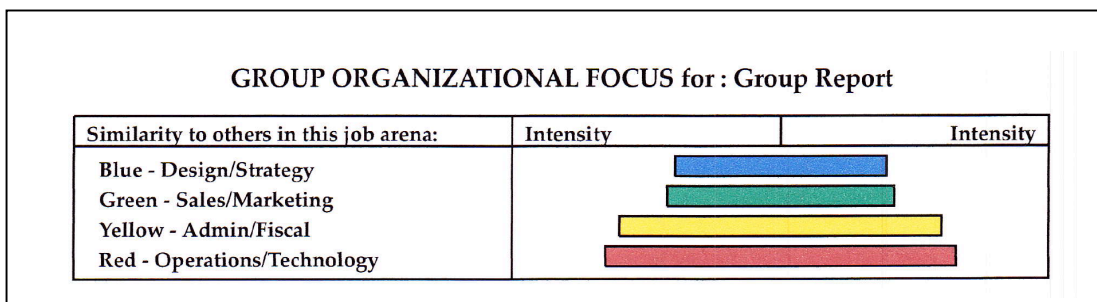 GROUP ORGANIZATIONAL FOCUS for : Group Report
Similarity to others in this job arena: Intensity Intensity
Blue - Design/Strategy
Green - Sales/Marketing
Yellow - Admin/Fiscal
Red - Operations/Technology